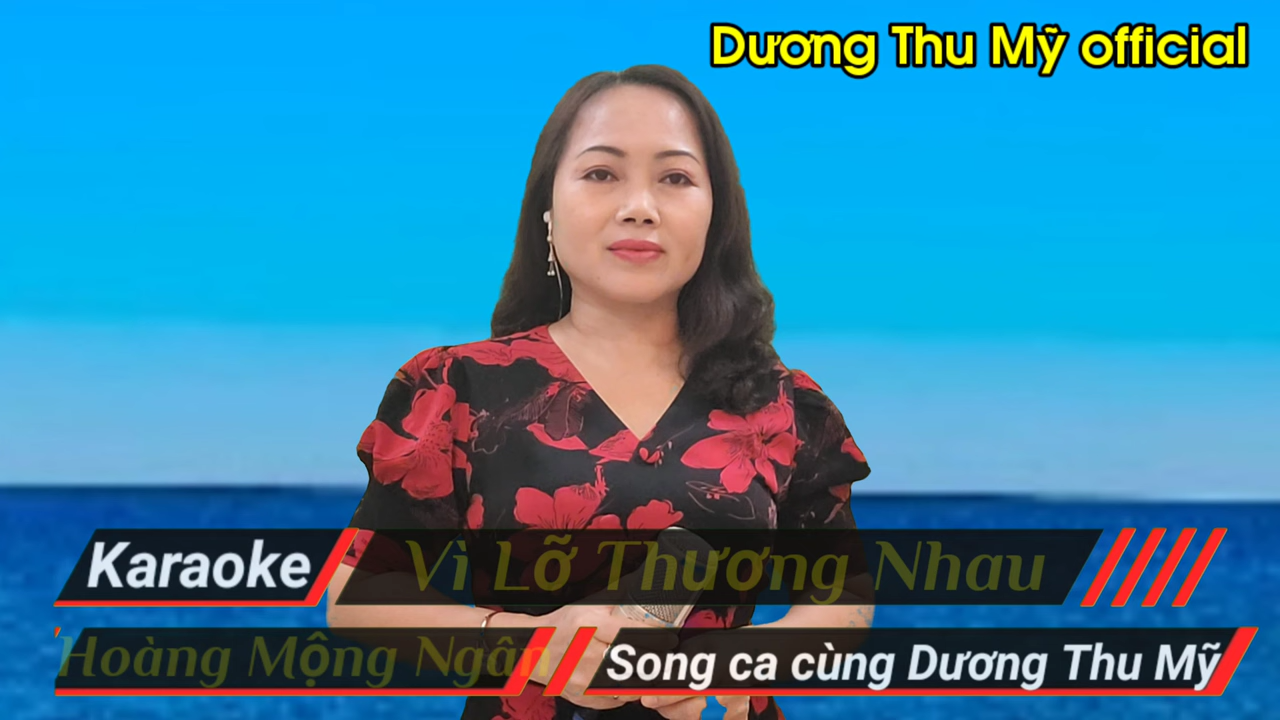 Dương Thu Mỹ official
Karaoke Vì Lỡ Thương Nhau
Hoàng Mộng Ngân Song ca cùng Dương Thu Mỹ